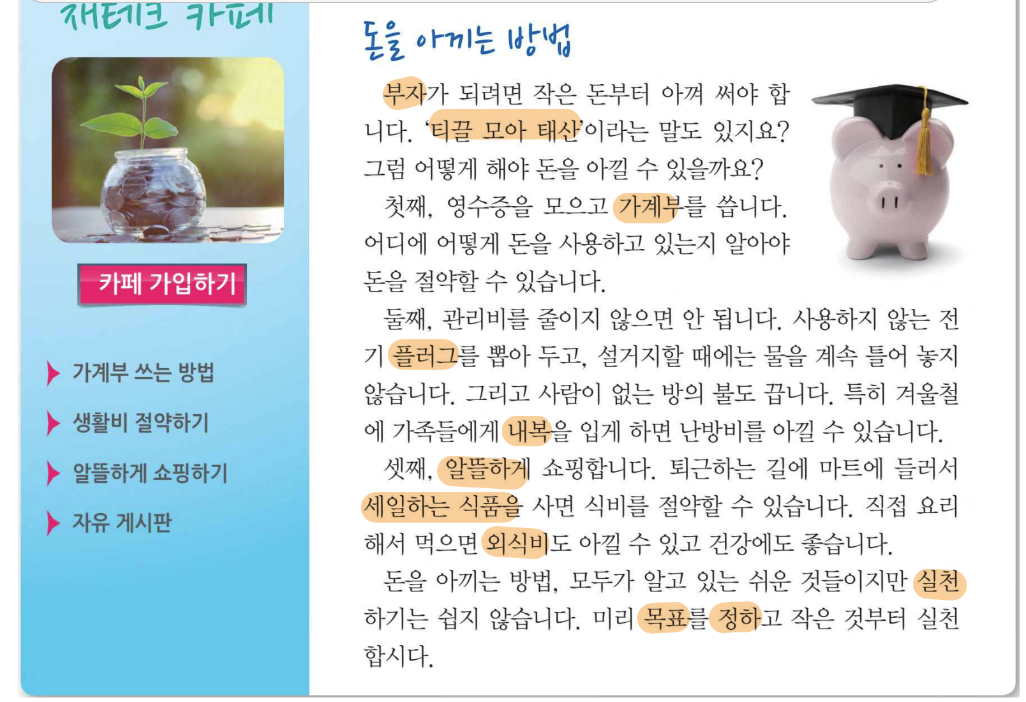 재테크 카페
카페 가입하기
가계부 쓰는 방법
생활비 절약하기
알뜰하게 쇼핑하기
자유 게시판
돈을 아끼는 방법
부자가 되려면 작은 돈부터 아껴 써야 합
니다. ‘티끌 모아 태산’이라는 말도 있지요?
그럼 어떻게 해야 돈을 아낄 수 있을까요?
첫째, 영수증을 모으고 가계부를 씁니다.
어디에 어떻게 돈을 사용하고 있는지 알아야
돈을 절약할 수 있습니다.
둘째, 관리비를 줄이지 않으면 안 됩니다. 사용하지 않는 전
기 플러그를 뽑아 두고, 설거지할 때에는 물을 계속 틀어 놓지
않습니다. 그리고 사람이 없는 방의 불도 끕니다. 특히 겨울철
에 가족들에게 내복을 입게 하면 난방비를 아낄 수 있습니다.
셋째, 알뜰하게 쇼핑합니다. 퇴근하는 길에 마트에 들러서
세일하는 식품을 사면 식비를 절약할 수 있습니다. 직접 요리
해서 먹으면 외식비도 아낄 수 있고 건강에도 좋습니다.
돈을 아끼는 방법, 모두가 알고 있는 쉬운 것들이지만 실천
하기는 쉽지 않습니다. 미리 목표를 정하고 작은 것부터 실천
합시다.